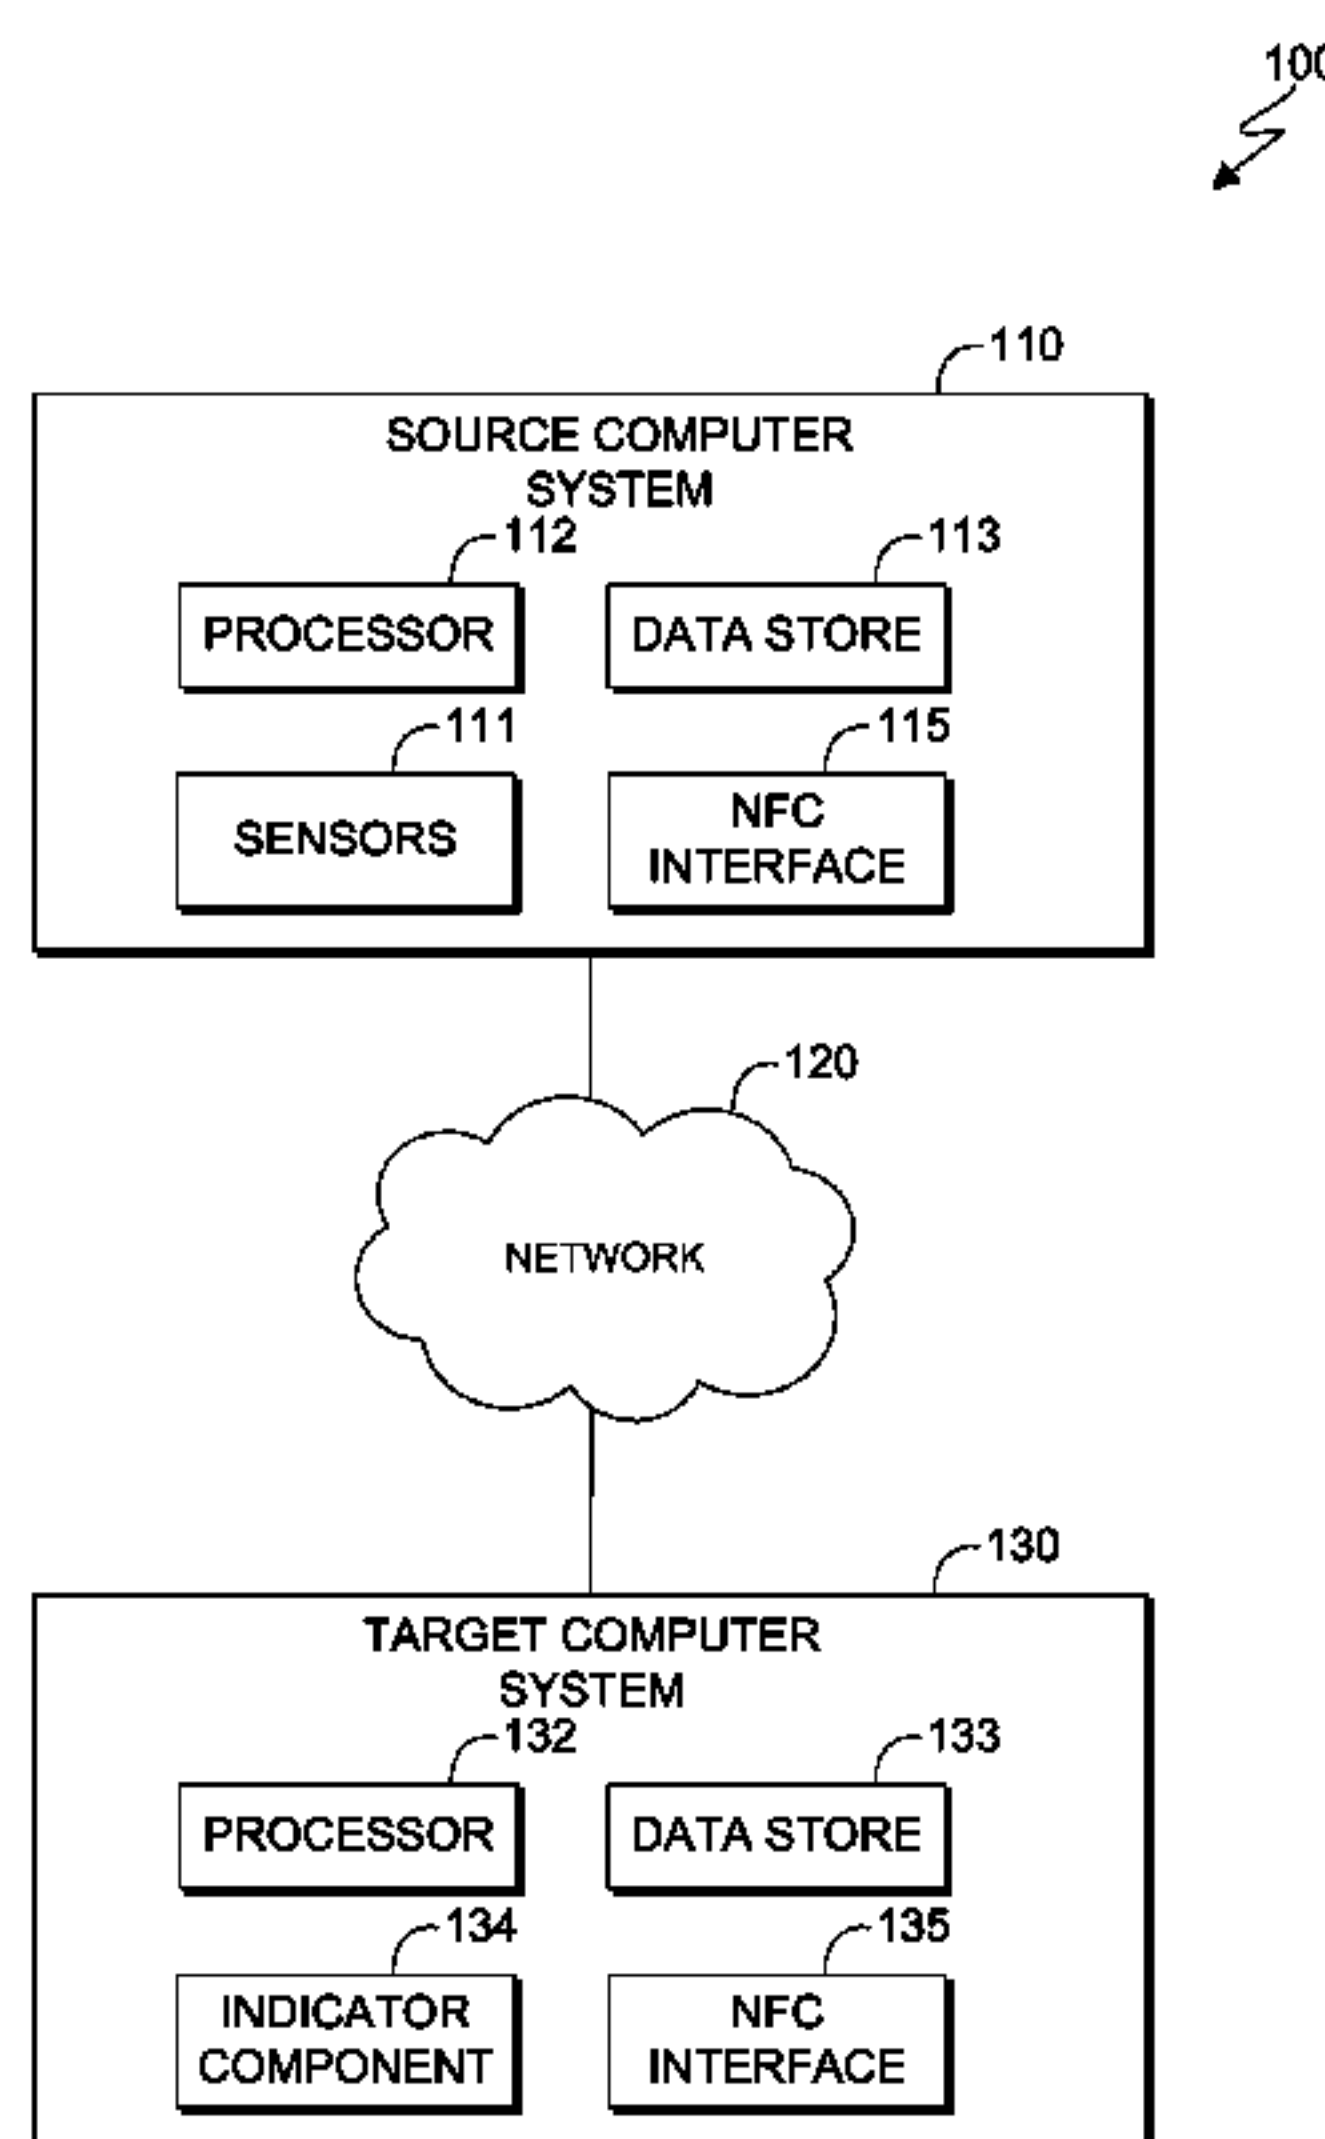 100
110
SOURCE COMPUTER
SYSTEM
112
113
PROCESSOR
DATA STORE
111
115
SENSORS
NFC
INTERFACE
120
NETWORK
130
TARGET COMPUTER
SYSTEM
132
133
PROCESSOR
DATA STORE
134
135
INDICATOR
COMPONENT
NFC
INTERFACE